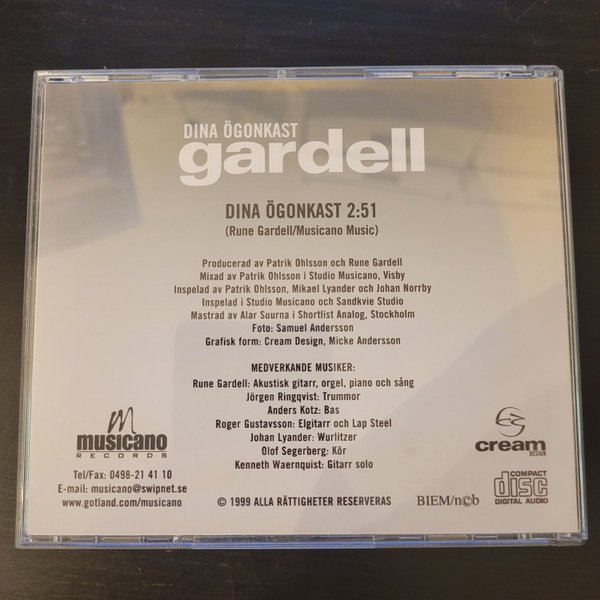 DINA ÖGONKAST
gardell
DINA ÖGONKAST 2:51
(Rune Gardell/Musicano Music)
Producerad av Patrik Ohlsson och Rune Gardell
Mixad av Patrik Ohlsson i Studio Musicano, Visby
Inspelad av Patrik Ohlsson, Mikael Lyander och Johan Norrby
Inspelad i Studio Musicano och Sandkvie Studio
Mastrad av Alar Suurna i Shortlist Analog, Stockholm
Foto: Samuel Andersson
Grafisk form: Cream Design, Micke Andersson
MEDVERKANDE MUSIKER:
Rune Gardell: Akustisk gitarr, orgel, piano och sång
Jörgen Ringqvist: Trummor
Anders Kotz: Bas
Roger Gustavsson: Elgitarr och Lap Steel
Johan Lyander: Wurlitzer
Olof Segerberg: Kör
Kenneth Waernquist: Gitarr solo
© 1999 ALLA RÄTTIGHETER RESERVERAS
m
musicano
RECORDS
Tel/Fax: 0498-21 41 10
E-mail: musicano@swipnet.se
www.gotland.com/musicano
cream
DESIGN
BIEM/n©b
COMPACT
disc
DIGITAL AUDIO